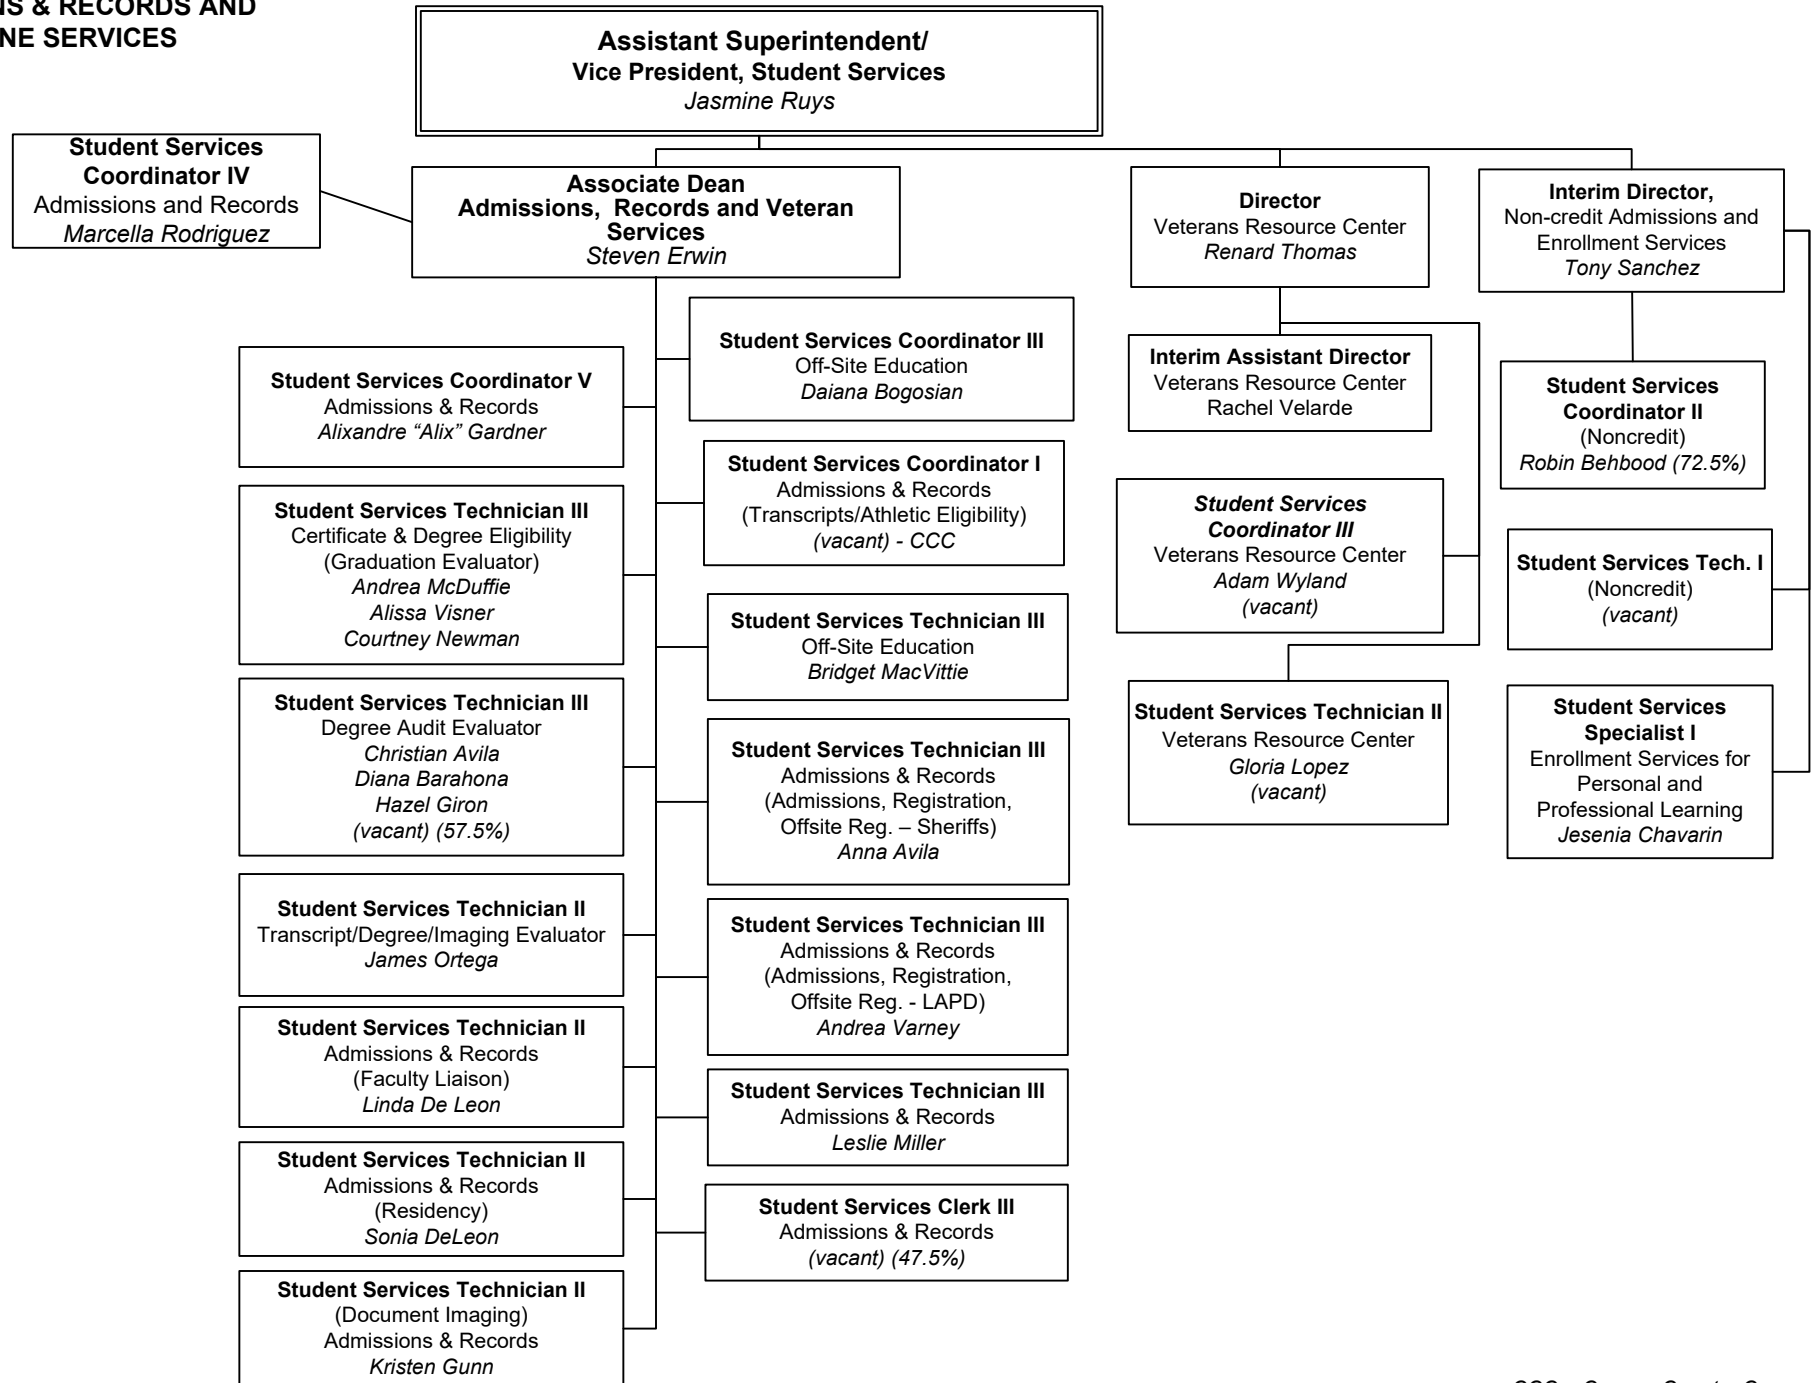 NS & RECORDS AND
NE SERVICES
Assistant Superintendent/
Vice President, Student Services
Jasmine Ruys
Student Services
Coordinator IV
Admissions and Records
Marcella Rodriguez
Associate Dean
Admissions, Records and Veteran
Services
Steven Erwin
Director
Veterans Resource Center
Renard Thomas
Interim Director,
Non-credit Admissions and
Enrollment Services
Tony Sanchez
Student Services Coordinator V
Admissions & Records
Alixandre “Alix” Gardner
Student Services Technician III
Certificate & Degree Eligibility
(Graduation Evaluator)
Andrea McDuffie
Alissa Visner
Courtney Newman
Student Services Technician III
Degree Audit Evaluator
Christian Avila
Diana Barahona
Hazel Giron
(vacant) (57.5%)
Student Services Technician II
Transcript/Degree/Imaging Evaluator
James Ortega
Student Services Technician II
Admissions & Records
(Faculty Liaison)
Linda De Leon
Student Services Technician II
Admissions & Records
(Residency)
Sonia DeLeon
Student Services Technician II
(Document Imaging)
Admissions & Records
Kristen Gunn
Student Services Coordinator III
Off-Site Education
Daiana Bogosian
Student Services Coordinator I
Admissions & Records
(Transcripts/Athletic Eligibility)
(vacant) - CCC
Student Services Technician III
Off-Site Education
Bridget MacVittie
Student Services Technician III
Admissions & Records
(Admissions, Registration,
Offsite Reg. – Sheriffs)
Anna Avila
Student Services Technician III
Admissions & Records
(Admissions, Registration,
Offsite Reg. - LAPD)
Andrea Varney
Student Services Technician III
Admissions & Records
Leslie Miller
Student Services Clerk III
Admissions & Records
(vacant) (47.5%)
Interim Assistant Director
Veterans Resource Center
Rachel Velarde
Student Services
Coordinator III
Veterans Resource Center
Adam Wyland
(vacant)
Student Services Technician II
Veterans Resource Center
Gloria Lopez
(vacant)
Student Services
Coordinator II
(Noncredit)
Robin Behbood (72.5%)
Student Services Tech. I
(Noncredit)
(vacant)
Student Services
Specialist I
Enrollment Services for
Personal and
Professional Learning
Jesenia Chavarin